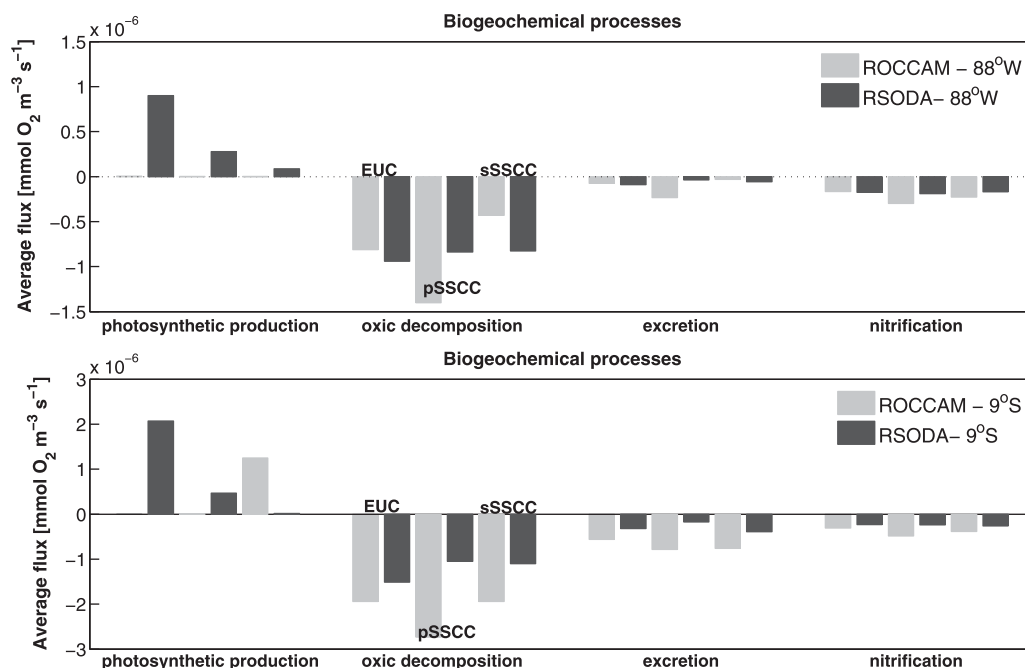 Biogeochemical processes
x 10⁻⁶
1.5
1
0.5
0
−0.5
−1
−1.5
Average flux [mmol O₂ m⁻³ s⁻¹]
ROCCAM − 88°W
RSODA− 88°W
EUC
sSSCC
pSSCC
photosynthetic production
oxic decomposition
excretion
nitrification
Biogeochemical processes
x 10⁻⁶
3
2
1
0
−1
−2
−3
Average flux [mmol O₂ m⁻³ s⁻¹]
ROCCAM − 9°S
RSODA− 9°S
EUC
sSSCC
pSSCC
photosynthetic production
oxic decomposition
excretion
nitrification